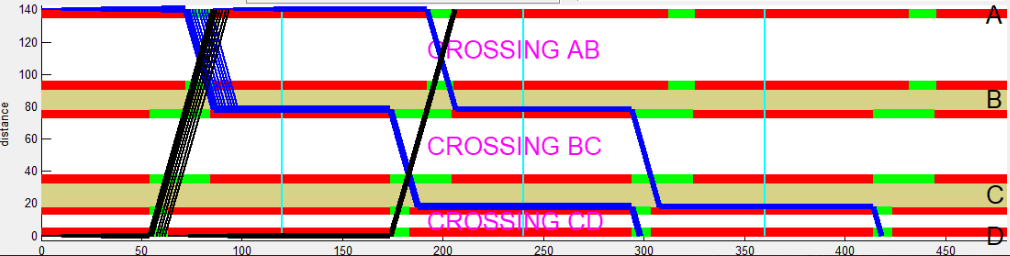 140
A
120
CROSSING AB
100
B
80
distance
60
CROSSING BC
40
C
20
CROSSING CD
0
D
0 50 100 150 200 250 300 350 400 450